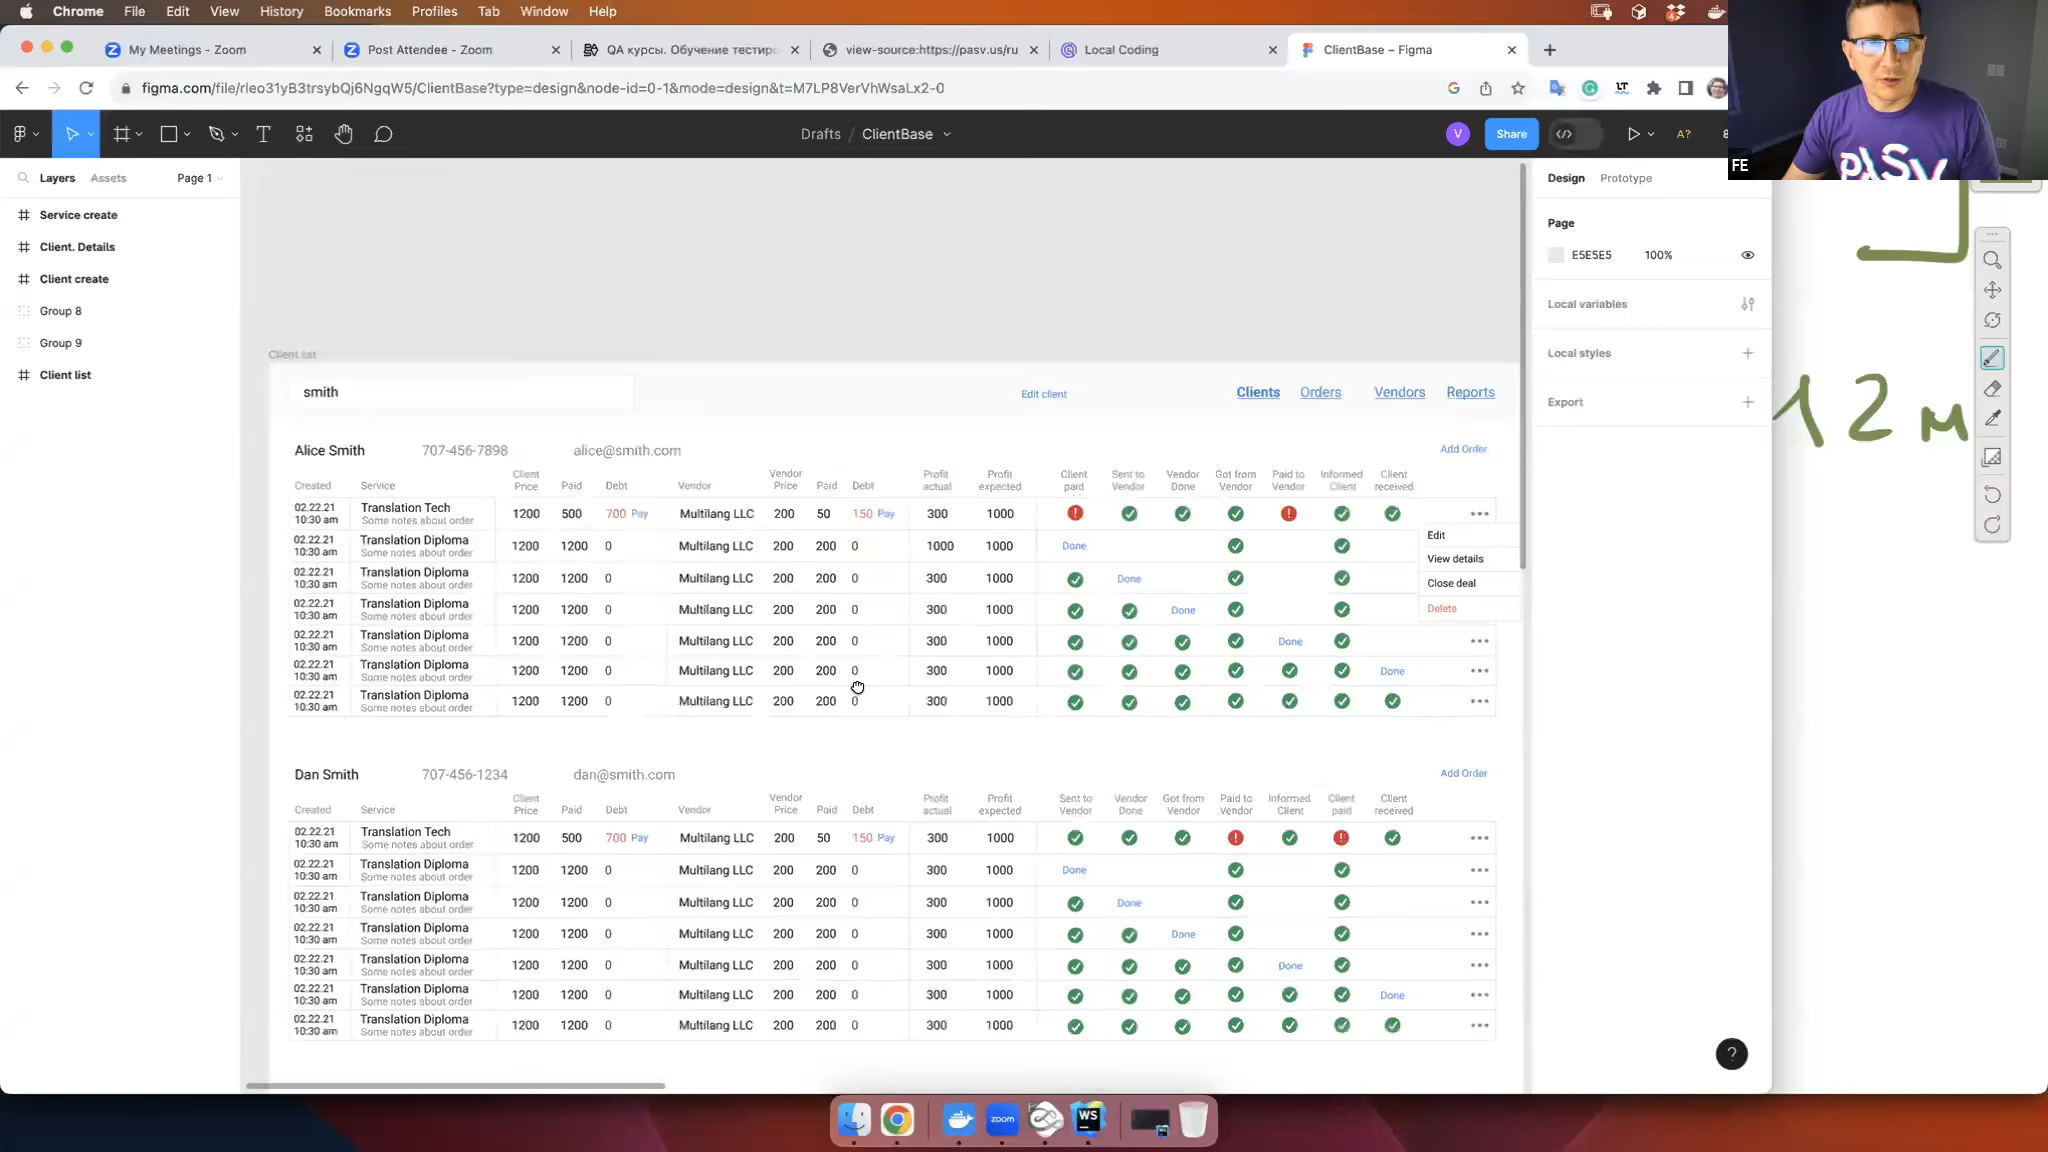 Chrome File Edit View History Bookmarks Profiles Tab Window Help
My Meetings - Zoom
Post Attendee - Zoom
QA курсы. Обучение тестиро
view-source:https://pasv.us/ru
Local Coding
ClientBase – Figma
figma.com/file/rleo31yB3trsybQj6NgqW5/ClientBase?type=design&node-id=0-1&mode=design&t=M7LP8VerVhWsaLx2-0
Drafts / ClientBase
V
Share
A?
FE
Layers Assets Page 1
Service create
Client. Details
Client create
Group 8
Group 9
Client list
Design Prototype
Page
E5E5E5 100%
Local variables
Local styles
Export
12 м
Client list
smith
Edit client
Clients Orders Vendors Reports
Alice Smith 707-456-7898 alice@smith.com Add Order
Created Service Client Price Paid Debt Vendor Vendor Price Paid Debt Profit actual Profit expected Client paid Sent to Vendor Vendor Done Got from Vendor Paid to Vendor Informed Client Client received
02.22.21 10:30 am Translation Tech Some notes about order 1200 500 700 Pay Multilang LLC 200 50 150 Pay 300 1000
02.22.21 10:30 am Translation Diploma Some notes about order 1200 1200 0 Multilang LLC 200 200 0 1000 1000 Done
02.22.21 10:30 am Translation Diploma Some notes about order 1200 1200 0 Multilang LLC 200 200 0 300 1000 Done
02.22.21 10:30 am Translation Diploma Some notes about order 1200 1200 0 Multilang LLC 200 200 0 300 1000 Done
02.22.21 10:30 am Translation Diploma Some notes about order 1200 1200 0 Multilang LLC 200 200 0 300 1000 Done
02.22.21 10:30 am Translation Diploma Some notes about order 1200 1200 0 Multilang LLC 200 200 0 300 1000 Done
02.22.21 10:30 am Translation Diploma Some notes about order 1200 1200 0 Multilang LLC 200 200 0 300 1000
Edit
View details
Close deal
Delete
Dan Smith 707-456-1234 dan@smith.com Add Order
Created Service Client Price Paid Debt Vendor Vendor Price Paid Debt Profit actual Profit expected Sent to Vendor Vendor Done Got from Vendor Paid to Vendor Informed Client Client paid Client received
02.22.21 10:30 am Translation Tech Some notes about order 1200 500 700 Pay Multilang LLC 200 50 150 Pay 300 1000
02.22.21 10:30 am Translation Diploma Some notes about order 1200 1200 0 Multilang LLC 200 200 0 300 1000 Done
02.22.21 10:30 am Translation Diploma Some notes about order 1200 1200 0 Multilang LLC 200 200 0 300 1000 Done
02.22.21 10:30 am Translation Diploma Some notes about order 1200 1200 0 Multilang LLC 200 200 0 300 1000 Done
02.22.21 10:30 am Translation Diploma Some notes about order 1200 1200 0 Multilang LLC 200 200 0 300 1000 Done
02.22.21 10:30 am Translation Diploma Some notes about order 1200 1200 0 Multilang LLC 200 200 0 300 1000 Done
02.22.21 10:30 am Translation Diploma Some notes about order 1200 1200 0 Multilang LLC 200 200 0 300 1000
?
zoom
WS